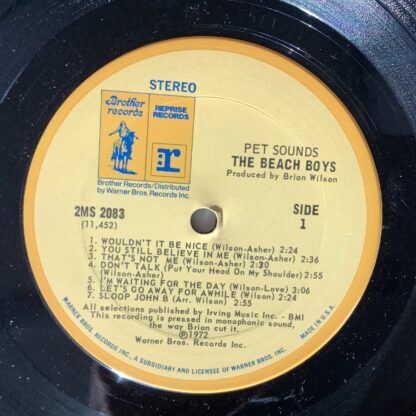 STEREO
Brother records
REPRISE RECORDS
r
Brother Records/Distributed
by Warner Bros. Records Inc.
PET SOUNDS
THE BEACH BOYS
Produced by Brian Wilson
2MS 2083
(11,452)
SIDE
1
1. WOULDN'T IT BE NICE (Wilson-Asher) 2:24
2. YOU STILL BELIEVE IN ME (Wilson-Asher) 2:36
3. THAT'S NOT ME (Wilson-Asher) 2:30
4. DON'T TALK (Put Your Head On My Shoulder) 2:55
(Wilson-Asher)
5. I'M WAITING FOR THE DAY (Wilson-Love) 3:06
6. LET'S GO AWAY FOR AWHILE (Wilson) 2:24
7. SLOOP JOHN B (Arr. Wilson) 2:55
All selections published by Irving Music Inc. - BMI
This recording is pressed in monophonic sound,
the way Brian cut it.
℗1972
Warner Bros. Records Inc.
WARNER BROS. RECORDS INC., A SUBSIDIARY AND LICENSEE OF WARNER BROS. INC.
MADE IN U.S.A.